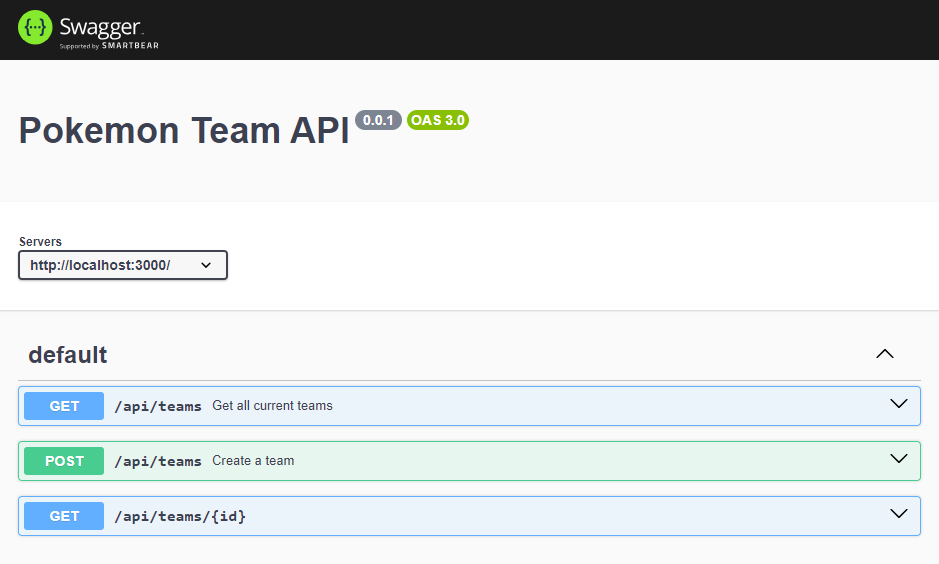 Swagger.
Supported by SMARTBEAR
Pokemon Team API 0.0.1 OAS 3.0
Servers
http://localhost:3000/
default
GET /api/teams Get all current teams
POST /api/teams Create a team
GET /api/teams/{id}